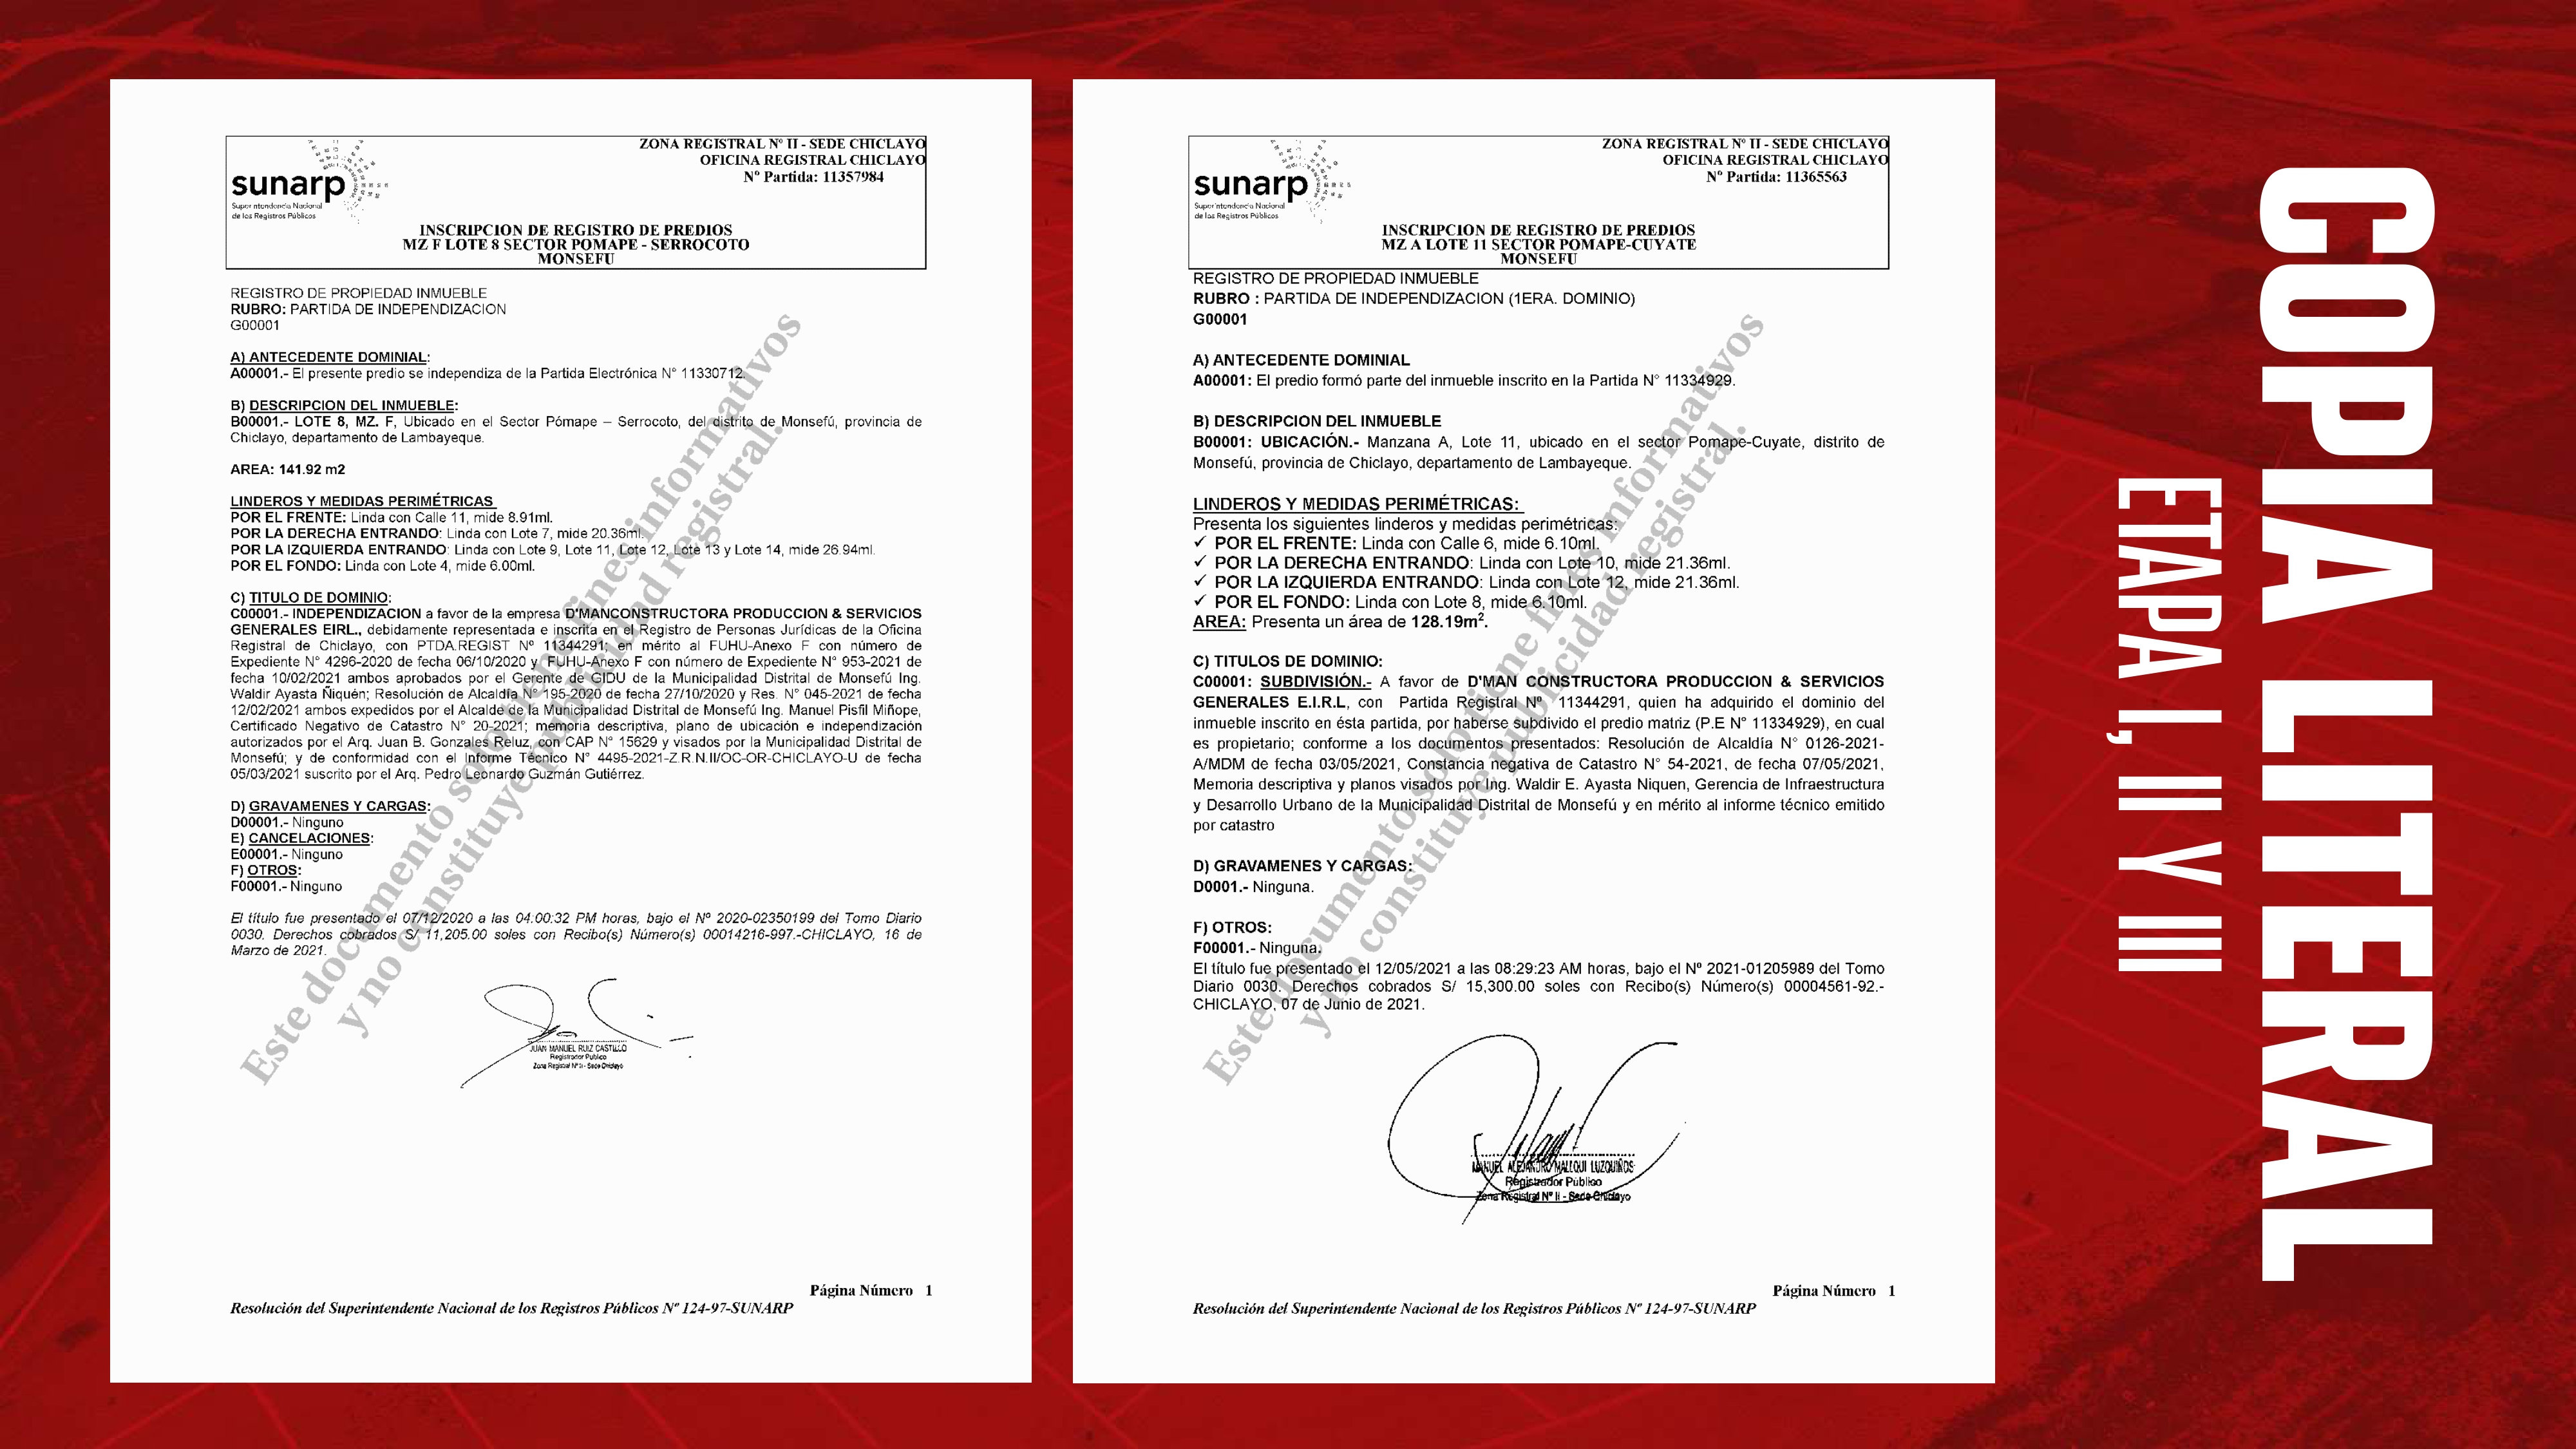 ZONA REGISTRAL Nº II - SEDE CHICLAYO
OFICINA REGISTRAL CHICLAYO
Nº Partida: 11357984
sunarp
Superintendencia Nacional
de los Registros Públicos
INSCRIPCION DE REGISTRO DE PREDIOS
MZ F LOTE 8 SECTOR POMAPE - SERROCOTO
MONSEFU
REGISTRO DE PROPIEDAD INMUEBLE
RUBRO: PARTIDA DE INDEPENDIZACION
G00001
A) ANTECEDENTE DOMINIAL:
A00001.- El presente predio se independiza de la Partida Electrónica N° 11330712.
B) DESCRIPCION DEL INMUEBLE:
B00001.- LOTE 8, MZ. F, Ubicado en el Sector Pómape – Serrocoto, del distrito de Monsefú, provincia de
Chiclayo, departamento de Lambayeque.
AREA: 141.92 m2
LINDEROS Y MEDIDAS PERIMÉTRICAS
POR EL FRENTE: Linda con Calle 11, mide 8.91ml.
POR LA DERECHA ENTRANDO: Linda con Lote 7, mide 20.36ml.
POR LA IZQUIERDA ENTRANDO: Linda con Lote 9, Lote 11, Lote 12, Lote 13 y Lote 14, mide 26.94ml.
POR EL FONDO: Linda con Lote 4, mide 6.00ml.
C) TITULO DE DOMINIO:
C00001.- INDEPENDIZACION a favor de la empresa D'MANCONSTRUCTORA PRODUCCION & SERVICIOS
GENERALES EIRL., debidamente representada e inscrita en el Registro de Personas Jurídicas de la Oficina
Registral de Chiclayo, con PTDA.REGIST Nº 11344291; en mérito al FUHU-Anexo F con número de
Expediente N° 4296-2020 de fecha 06/10/2020 y FUHU-Anexo F con número de Expediente N° 953-2021 de
fecha 10/02/2021 ambos aprobados por el Gerente de GIDU de la Municipalidad Distrital de Monsefú Ing.
Waldir Ayasta Ñiquén; Resolución de Alcaldía N° 195-2020 de fecha 27/10/2020 y Res. N° 045-2021 de fecha
12/02/2021 ambos expedidos por el Alcalde de la Municipalidad Distrital de Monsefú Ing. Manuel Pisfil Miñope,
Certificado Negativo de Catastro N° 20-2021; memoria descriptiva, plano de ubicación e independización
autorizados por el Arq. Juan B. Gonzales Reluz, con CAP N° 15629 y visados por la Municipalidad Distrital de
Monsefú; y de conformidad con el Informe Técnico N° 4495-2021-Z.R.N.II/OC-OR-CHICLAYO-U de fecha
05/03/2021 suscrito por el Arq. Pedro Leonardo Guzmán Gutiérrez.
D) GRAVAMENES Y CARGAS:
D00001.- Ninguno
E) CANCELACIONES:
E00001.- Ninguno
F) OTROS:
F00001.- Ninguno
El título fue presentado el 07/12/2020 a las 04:00:32 PM horas, bajo el Nº 2020-02350199 del Tomo Diario
0030. Derechos cobrados S/ 11,205.00 soles con Recibo(s) Número(s) 00014216-997.-CHICLAYO, 16 de
Marzo de 2021.
JUAN MANUEL RUIZ CASTILLO
Registrador Publico
Zona Registral Nº II - Sede Chiclayo
Este documento solo tiene fines informativos
y no constituye publicidad registral.
Página Número 1
Resolución del Superintendente Nacional de los Registros Públicos Nº 124-97-SUNARP
ZONA REGISTRAL Nº II - SEDE CHICLAYO
OFICINA REGISTRAL CHICLAYO
Nº Partida: 11365563
sunarp
Superintendencia Nacional
de los Registros Públicos
INSCRIPCION DE REGISTRO DE PREDIOS
MZ A LOTE 11 SECTOR POMAPE-CUYATE
MONSEFU
REGISTRO DE PROPIEDAD INMUEBLE
RUBRO : PARTIDA DE INDEPENDIZACION (1ERA. DOMINIO)
G00001
A) ANTECEDENTE DOMINIAL
A00001: El predio formó parte del inmueble inscrito en la Partida N° 11334929.
B) DESCRIPCION DEL INMUEBLE
B00001: UBICACIÓN.- Manzana A, Lote 11, ubicado en el sector Pomape-Cuyate, distrito de
Monsefú, provincia de Chiclayo, departamento de Lambayeque.
LINDEROS Y MEDIDAS PERIMÉTRICAS:
Presenta los siguientes linderos y medidas perimétricas:
✓ POR EL FRENTE: Linda con Calle 6, mide 6.10ml.
✓ POR LA DERECHA ENTRANDO: Linda con Lote 10, mide 21.36ml.
✓ POR LA IZQUIERDA ENTRANDO: Linda con Lote 12, mide 21.36ml.
✓ POR EL FONDO: Linda con Lote 8, mide 6.10ml.
AREA: Presenta un área de 128.19m².
C) TITULOS DE DOMINIO:
C00001: SUBDIVISIÓN.- A favor de D'MAN CONSTRUCTORA PRODUCCION & SERVICIOS
GENERALES E.I.R.L, con Partida Registral Nº 11344291, quien ha adquirido el dominio del
inmueble inscrito en ésta partida, por haberse subdivido el predio matriz (P.E N° 11334929), en cual
es propietario; conforme a los documentos presentados: Resolución de Alcaldía N° 0126-2021-
A/MDM de fecha 03/05/2021, Constancia negativa de Catastro N° 54-2021, de fecha 07/05/2021,
Memoria descriptiva y planos visados por Ing. Waldir E. Ayasta Niquen, Gerencia de Infraestructura
y Desarrollo Urbano de la Municipalidad Distrital de Monsefú y en mérito al informe técnico emitido
por catastro
D) GRAVAMENES Y CARGAS:
D0001.- Ninguna.
F) OTROS:
F00001.- Ninguna.
El título fue presentado el 12/05/2021 a las 08:29:23 AM horas, bajo el Nº 2021-01205989 del Tomo
Diario 0030. Derechos cobrados S/ 15,300.00 soles con Recibo(s) Número(s) 00004561-92.-
CHICLAYO, 07 de Junio de 2021.
MANUEL ALEJANDRO MALLQUI LUZQUIÑOS
Registrador Público
Zona Registral Nº II - Sede Chiclayo
Este documento solo tiene fines informativos
y no constituye publicidad registral.
Página Número 1
Resolución del Superintendente Nacional de los Registros Públicos Nº 124-97-SUNARP
COPIA LITERAL
ETAPA I, II Y III